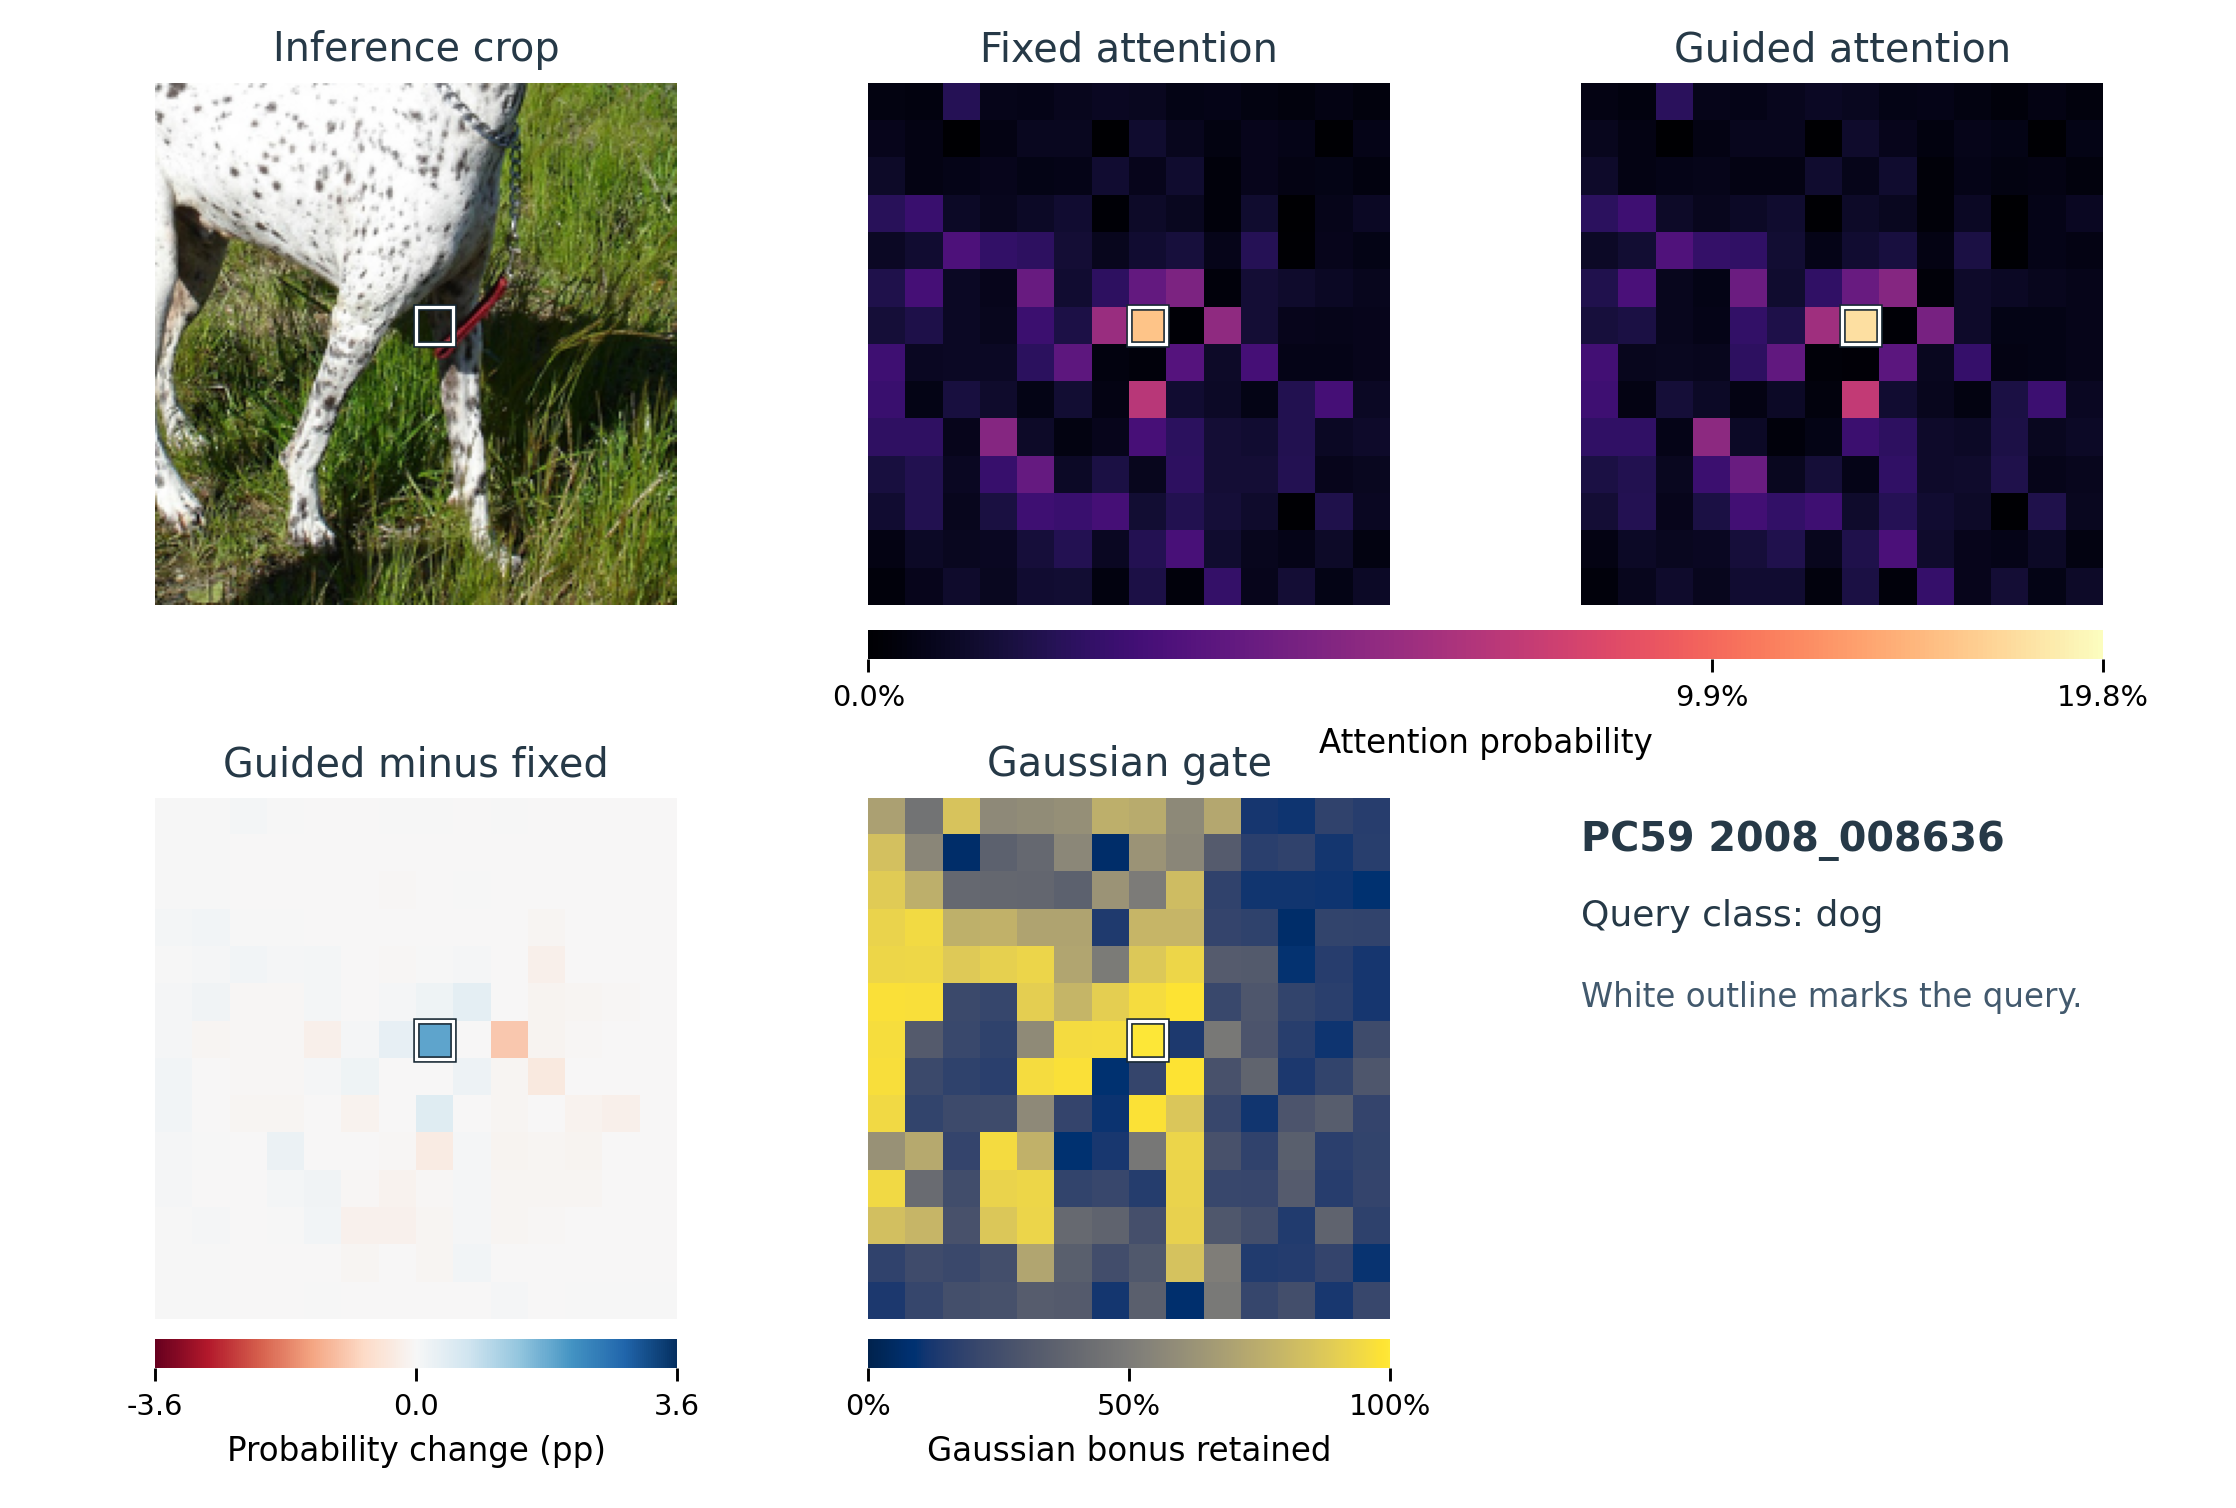 Inference crop
Fixed attention
Guided attention
0.0%
9.9%
19.8%
Attention probability
Guided minus fixed
Gaussian gate
PC59 2008_008636
Query class: dog
White outline marks the query.
-3.6
0.0
3.6
Probability change (pp)
0%
50%
100%
Gaussian bonus retained